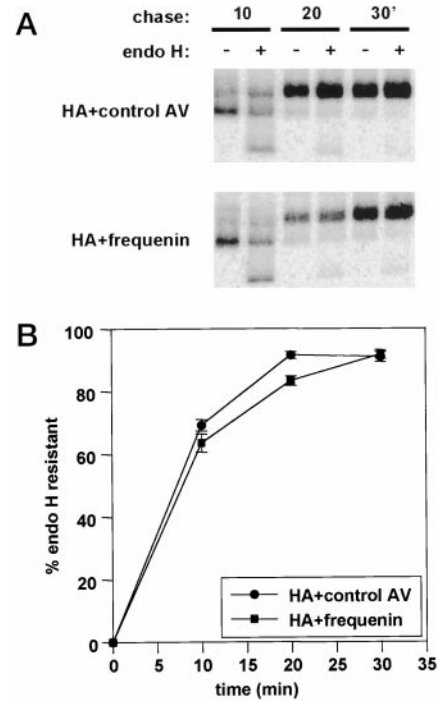 A
chase: 10 20 30'
endo H: - + - + - +
HA+control AV
HA+frequenin
B
100
80
60
40
20
0
% endo H resistant
HA+control AV
HA+frequenin
0 5 10 15 20 25 30 35
time (min)